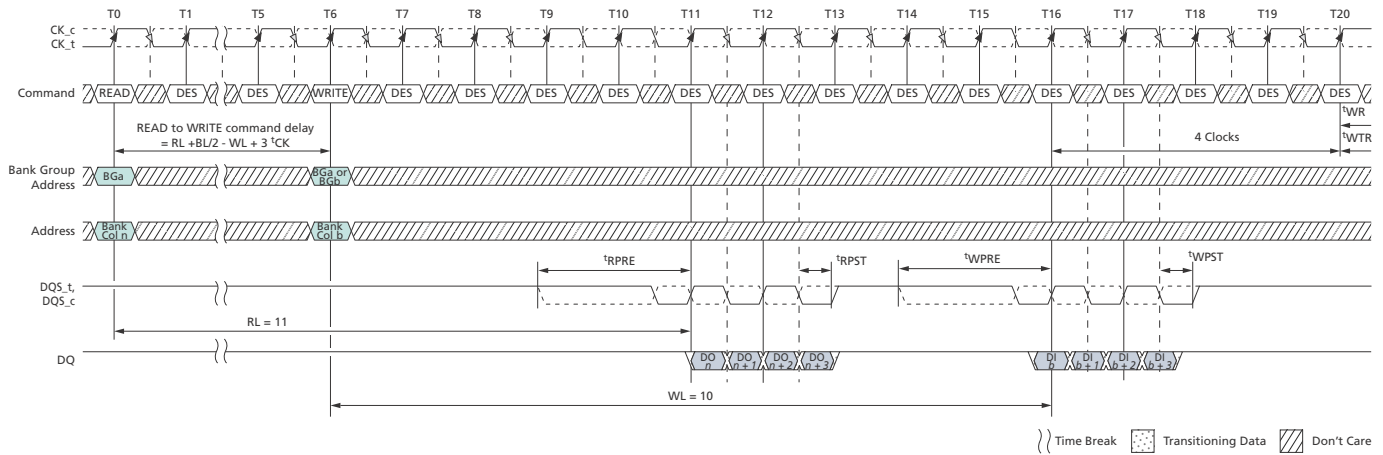 T0 T1 T5 T6 T7 T8 T9 T10 T11 T12 T13 T14 T15 T16 T17 T18 T19 T20
CK_c
CK_t
Command READ DES DES WRITE DES DES DES DES DES DES DES DES DES DES DES DES DES DES
READ to WRITE command delay
= RL +BL/2 - WL + 3 tCK
4 Clocks
tWR
tWTR
Bank Group
Address
BGa
BGa or
BGb
Address
Bank
Col n
Bank
Col b
tRPRE
tRPST
tWPRE
tWPST
DQS_t,
DQS_c
RL = 11
DQ
DO
n
DO
n + 1
DO
n + 2
DO
n + 3
DI
b
DI
b + 1
DI
b + 2
DI
b + 3
WL = 10
Time Break Transitioning Data Don't Care